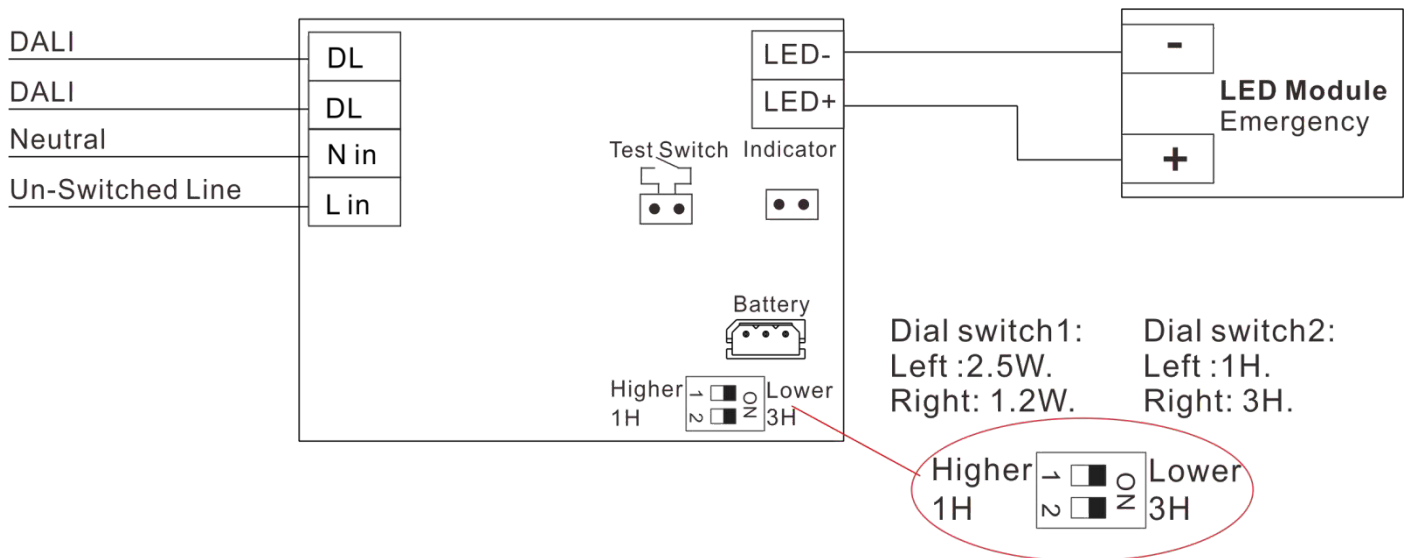 DALI
DL
DALI
DL
Neutral
N in
Un-Switched Line
L in
LED-
LED+
-
+
LED Module
Emergency
Test Switch
Indicator
Battery
Higher
1H
1
2
ON
Lower
3H
Dial switch1:
Left :2.5W.
Right: 1.2W.
Dial switch2:
Left :1H.
Right: 3H.
Higher
1H
1
2
ON
Lower
3H